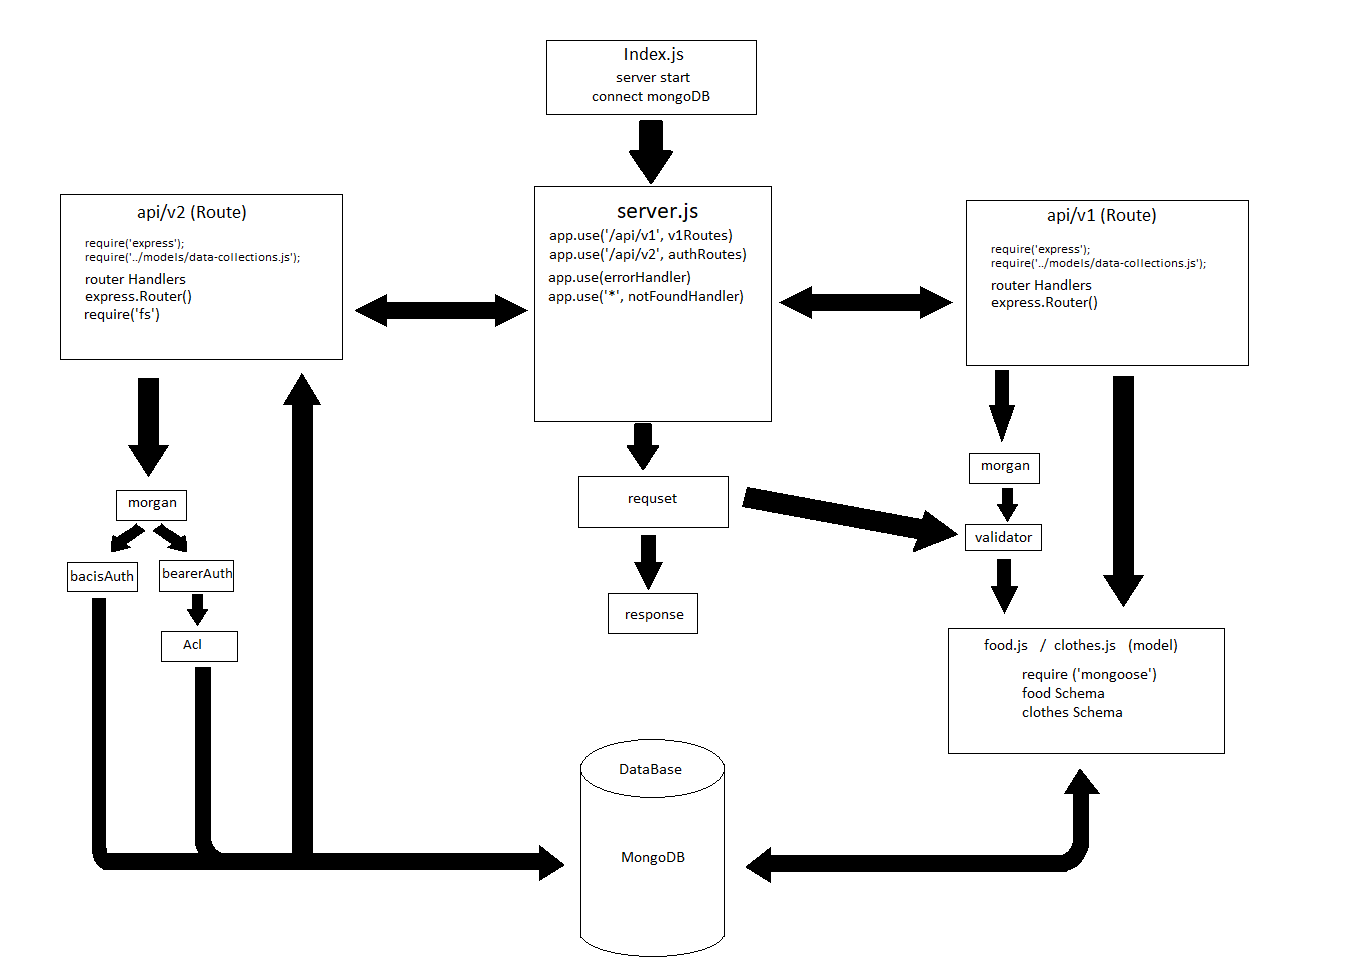 Index.js
server start
connect mongoDB
api/v2 (Route)
require('express');
require('../models/data-collections.js');
router Handlers
express.Router()
require('fs')
server.js
app.use('/api/v1', v1Routes)
app.use('/api/v2', authRoutes)
app.use(errorHandler)
app.use('*', notFoundHandler)
api/v1 (Route)
require('express');
require('../models/data-collections.js');
router Handlers
express.Router()
morgan
bacisAuth
bearerAuth
Acl
requset
response
morgan
validator
food.js / clothes.js (model)
require ('mongoose')
food Schema
clothes Schema
DataBase
MongoDB